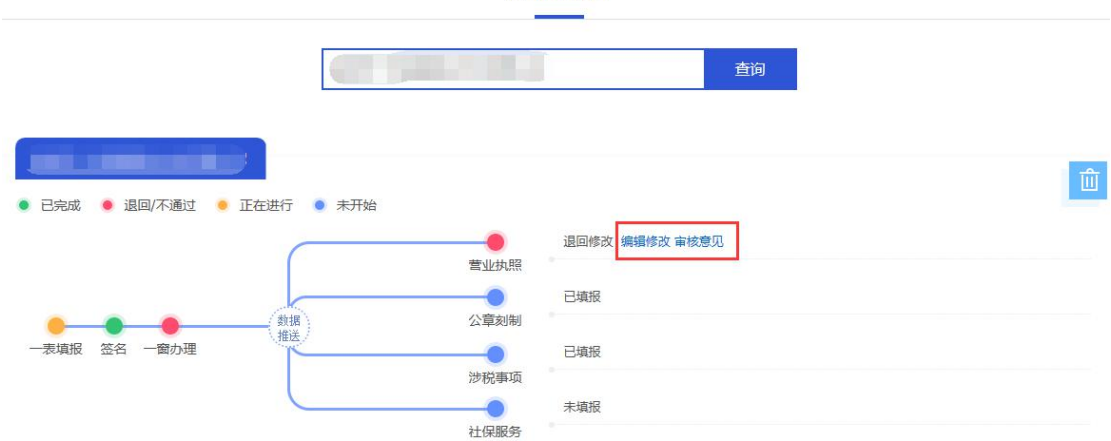 查询
已完成 退回/不通过 正在进行 未开始
退回修改 编辑修改 审核意见
营业执照
已填报
公章刻制
数据
推送
一表填报 签名 一窗办理
已填报
涉税事项
未填报
社保服务